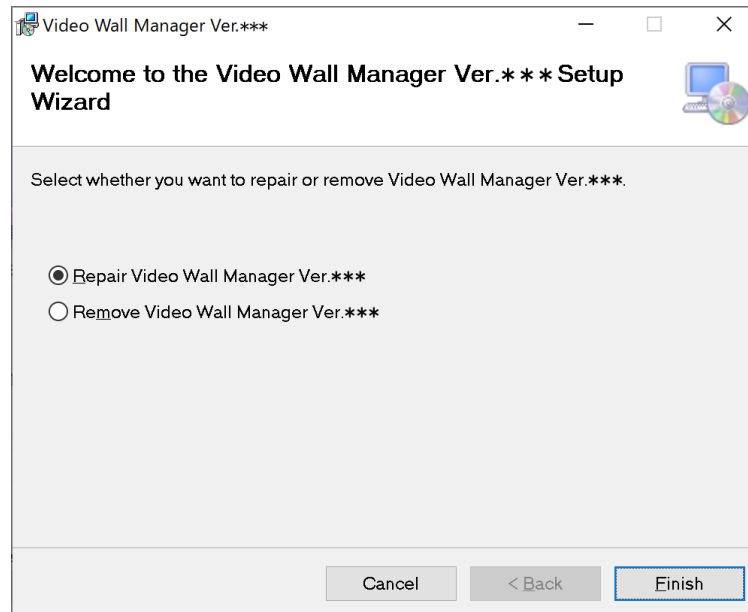 Video Wall Manager Ver.***
Welcome to the Video Wall Manager Ver.*** Setup
Wizard
Select whether you want to repair or remove Video Wall Manager Ver.***.
Repair Video Wall Manager Ver.***
Remove Video Wall Manager Ver.***
Cancel
< Back
Finish